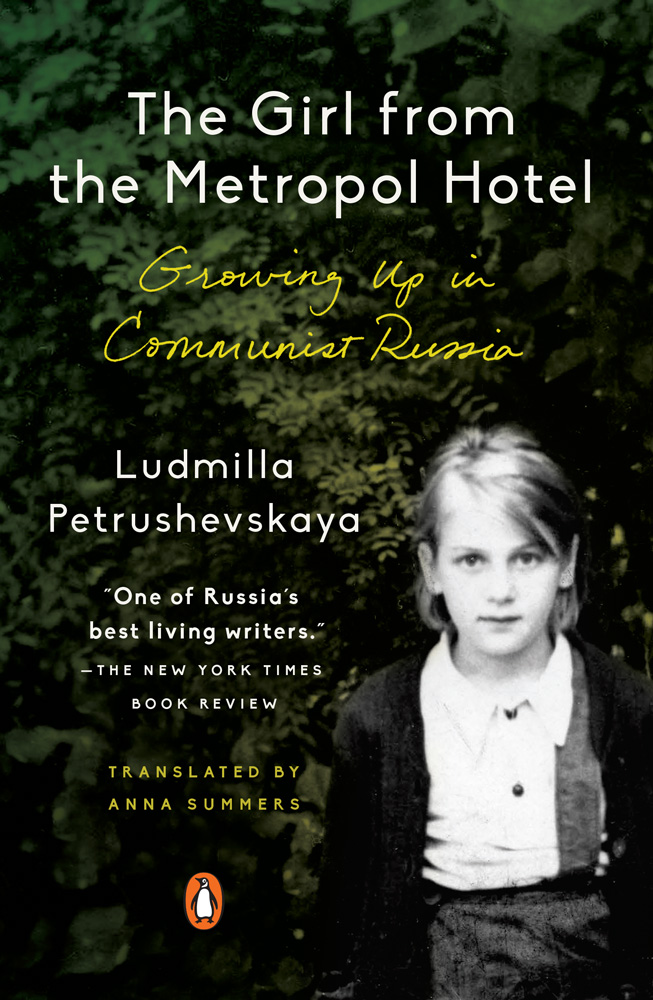 The Girl from
the Metropol Hotel
Growing Up in
Communist Russia
Ludmilla
Petrushevskaya
"One of Russia's
best living writers."
—THE NEW YORK TIMES
BOOK REVIEW
TRANSLATED BY
ANNA SUMMERS